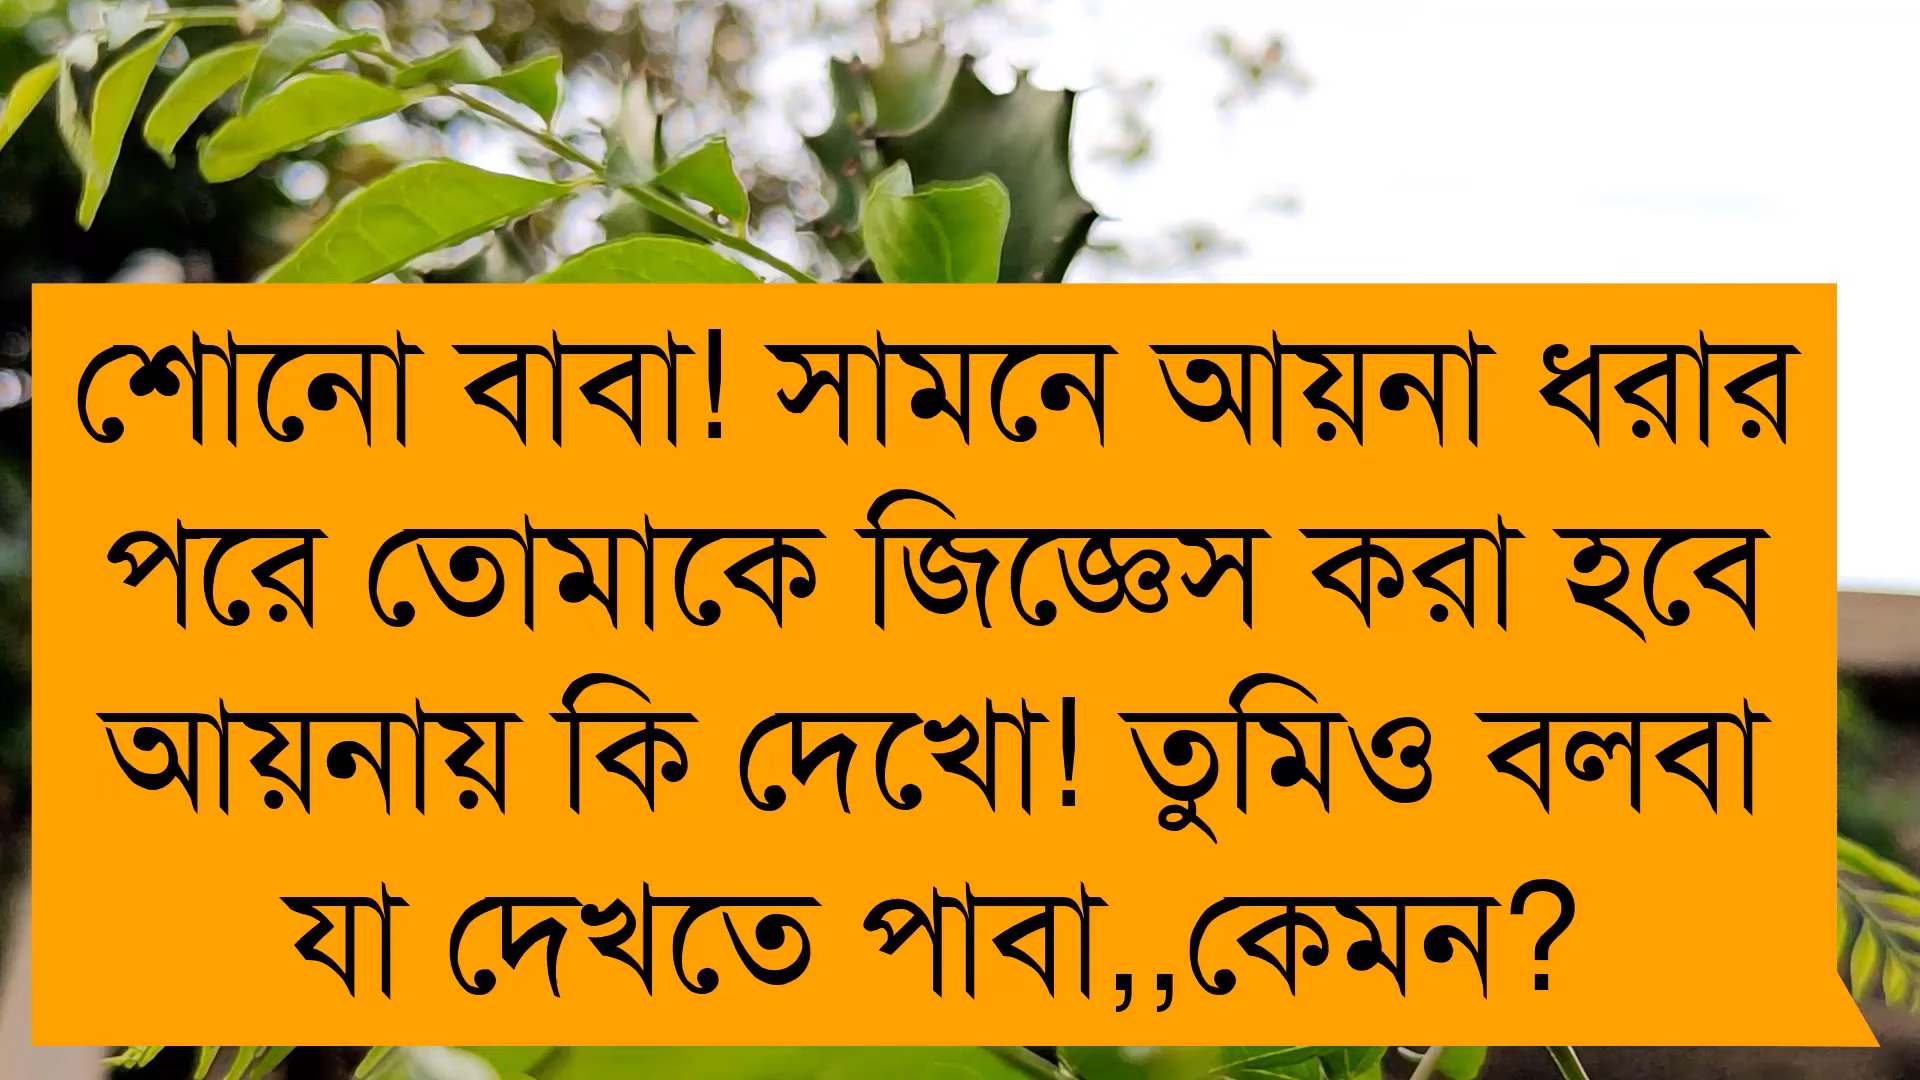 শোনো বাবা! সামনে আয়না ধরার
পরে তোমাকে জিজ্ঞেস করা হবে
আয়নায় কি দেখো! তুমিও বলবা
যা দেখতে পাবা,,কেমন?